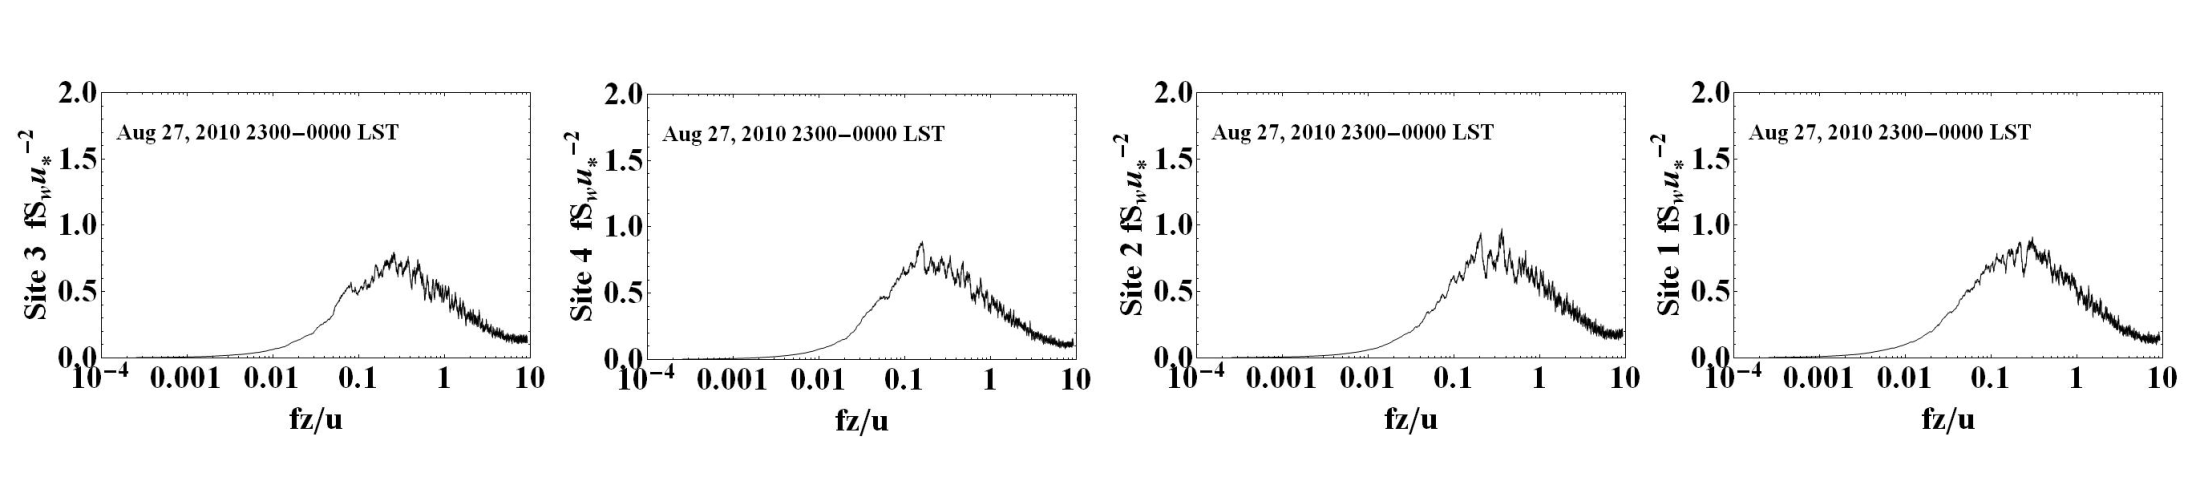 Site 3 fS_w u_*^−2
2.0
1.5
1.0
0.5
0.0
Aug 27, 2010 2300−0000 LST
10^−4 0.001 0.01 0.1 1 10
fz/u
Site 4 fS_w u_*^−2
2.0
1.5
1.0
0.5
0.0
Aug 27, 2010 2300−0000 LST
10^−4 0.001 0.01 0.1 1 10
fz/u
Site 2 fS_w u_*^−2
2.0
1.5
1.0
0.5
0.0
Aug 27, 2010 2300−0000 LST
10^−4 0.001 0.01 0.1 1 10
fz/u
Site 1 fS_w u_*^−2
2.0
1.5
1.0
0.5
0.0
Aug 27, 2010 2300−0000 LST
10^−4 0.001 0.01 0.1 1 10
fz/u